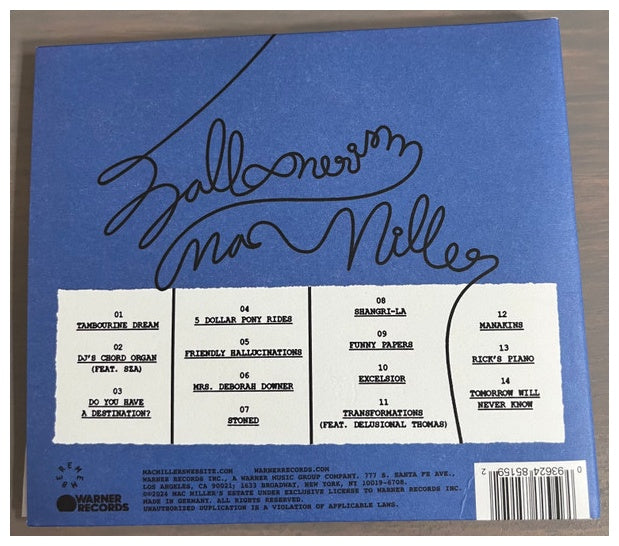 Balloonerism
Mac Miller
01
TAMBOURINE DREAM
02
DJ'S CHORD ORGAN
(FEAT. SZA)
03
DO YOU HAVE
A DESTINATION?
04
5 DOLLAR PONY RIDES
05
FRIENDLY HALLUCINATIONS
06
MRS. DEBORAH DOWNER
07
STONED
08
SHANGRI-LA
09
FUNNY PAPERS
10
EXCELSIOR
11
TRANSFORMATIONS
(FEAT. DELUSIONAL THOMAS)
12
MANAKINS
13
RICK'S PIANO
14
TOMORROW WILL
NEVER KNOW
WARNER
RECORDS
MACMILLERSWEBSITE.COM WARNERRECORDS.COM
WARNER RECORDS INC., A WARNER MUSIC GROUP COMPANY. 777 S. SANTA FE AVE.,
LOS ANGELES, CA 90021; 1633 BROADWAY, NEW YORK, NY 10019-6708.
©℗2024 MAC MILLER'S ESTATE UNDER EXCLUSIVE LICENSE TO WARNER RECORDS INC.
MADE IN GERMANY. ALL RIGHTS RESERVED.
UNAUTHORIZED DUPLICATION IS A VIOLATION OF APPLICABLE LAWS.
0 93624 85159 2